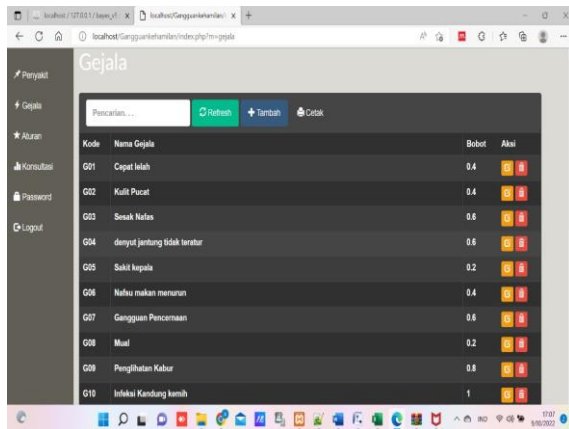 localhost/Gangguankehamilan/index.php?m=gejala
Gejala
Penyakit
Gejala
Aturan
Konsultasi
Password
Logout
Pencarian...
Refresh
Tambah
Cetak
Kode Nama Gejala Bobot Aksi
G01 Cepat lelah 0.4
G02 Kulit Pucat 0.4
G03 Sesak Nafas 0.6
G04 denyut jantung tidak teratur 0.6
G05 Sakit kepala 0.2
G06 Nafsu makan menurun 0.4
G07 Gangguan Pencernaan 0.6
G08 Mual 0.2
G09 Penglihatan Kabur 0.8
G10 Infeksi Kandung kemih 1
17:07